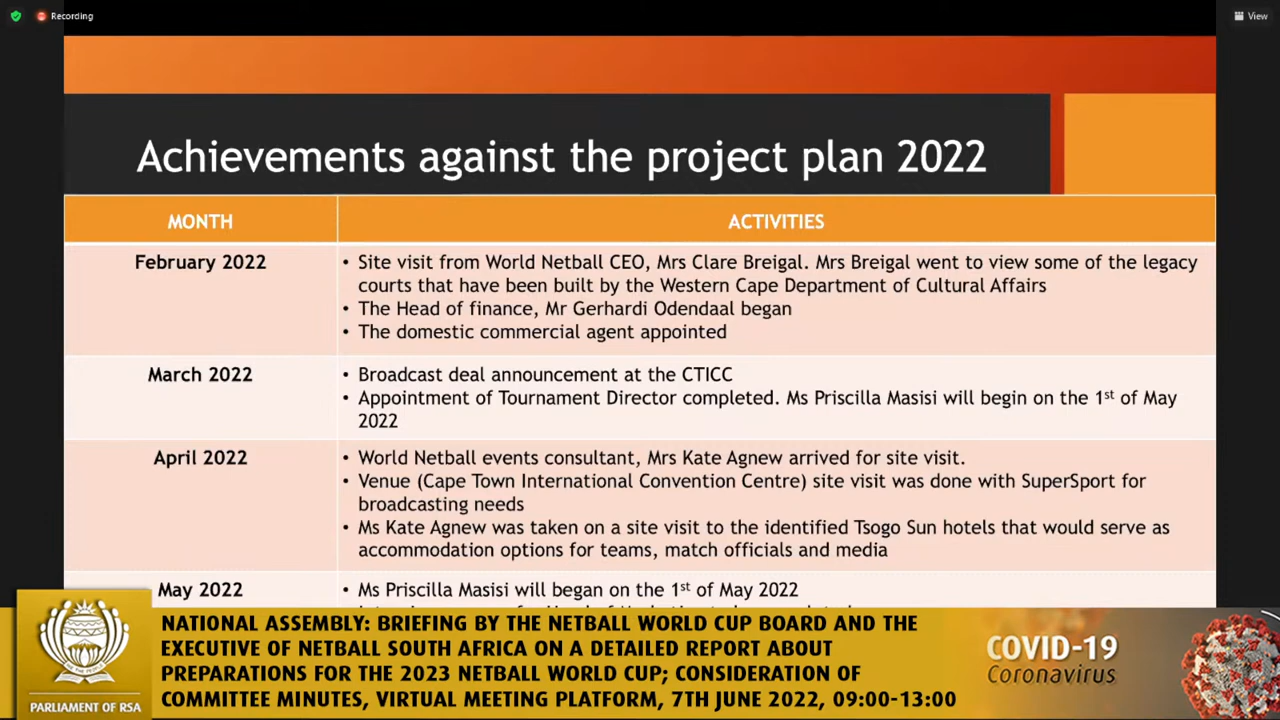 Recording
View
Achievements against the project plan 2022
MONTH
ACTIVITIES
February 2022
• Site visit from World Netball CEO, Mrs Clare Breigal. Mrs Breigal went to view some of the legacy
courts that have been built by the Western Cape Department of Cultural Affairs
• The Head of finance, Mr Gerhardi Odendaal began
• The domestic commercial agent appointed
March 2022
• Broadcast deal announcement at the CTICC
• Appointment of Tournament Director completed. Ms Priscilla Masisi will begin on the 1st of May
2022
April 2022
• World Netball events consultant, Mrs Kate Agnew arrived for site visit.
• Venue (Cape Town International Convention Centre) site visit was done with SuperSport for
broadcasting needs
• Ms Kate Agnew was taken on a site visit to the identified Tsogo Sun hotels that would serve as
accommodation options for teams, match officials and media
May 2022
• Ms Priscilla Masisi will began on the 1st of May 2022
NATIONAL ASSEMBLY: BRIEFING BY THE NETBALL WORLD CUP BOARD AND THE
EXECUTIVE OF NETBALL SOUTH AFRICA ON A DETAILED REPORT ABOUT
PREPARATIONS FOR THE 2023 NETBALL WORLD CUP; CONSIDERATION OF
COMMITTEE MINUTES, VIRTUAL MEETING PLATFORM, 7TH JUNE 2022, 09:00-13:00
PARLIAMENT OF RSA
COVID-19
Coronavirus